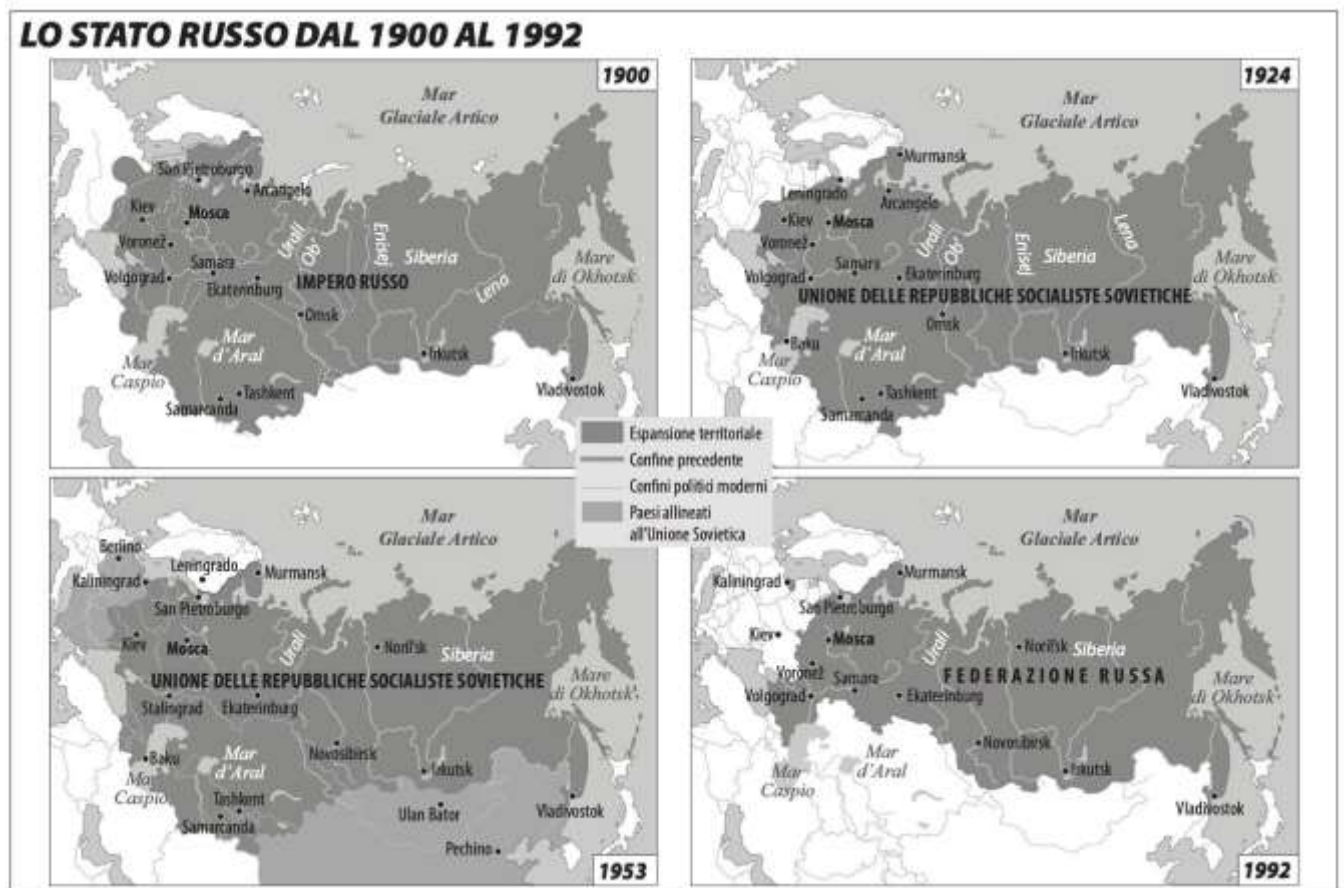 LO STATO RUSSO DAL 1900 AL 1992
1900
Mar
Glaciale Artico
San Pietroburgo
Arcangelo
Kiev
Mosca
Voronež
Urali
Ob'
Enisej
Siberia
Lena
Mare
di Okhotsk
Volgograd
Samara
Ekaterinburg
IMPERO RUSSO
Omsk
Mar
d'Aral
Mar
Caspio
Irkutsk
Tashkent
Samarcanda
Vladivostok
1924
Mar
Glaciale Artico
Murmansk
Leningrado
Arcangelo
Kiev
Mosca
Voronež
Urali
Ob'
Enisej
Siberia
Lena
Mare
di Okhotsk
Volgograd
Samara
Ekaterinburg
UNIONE DELLE REPUBBLICHE SOCIALISTE SOVIETICHE
Omsk
Baku
Mar
d'Aral
Mar
Caspio
Irkutsk
Tashkent
Samarcanda
Vladivostok
Espansione territoriale
Confine precedente
Confini politici moderni
Paesi allineati
all'Unione Sovietica
Mar
Glaciale Artico
Berlino
Leningrado
Kaliningrad
Murmansk
San Pietroburgo
Kiev
Mosca
Urali
Noril'sk
Siberia
UNIONE DELLE REPUBBLICHE SOCIALISTE SOVIETICHE
Mare
di Okhotsk
Stalingrad
Ekaterinburg
Novosibirsk
Baku
Mar
d'Aral
Mar
Caspio
Irkutsk
Tashkent
Samarcanda
Ulan Bator
Vladivostok
Pechino
1953
Mar
Glaciale Artico
Kaliningrad
Murmansk
San Pietroburgo
Kiev
Mosca
Urali
Noril'sk
Siberia
FEDERAZIONE RUSSA
Voronež
Samara
Volgograd
Ekaterinburg
Mare
di Okhotsk
Novosibirsk
Mar
d'Aral
Mar
Caspio
Irkutsk
Vladivostok
1992